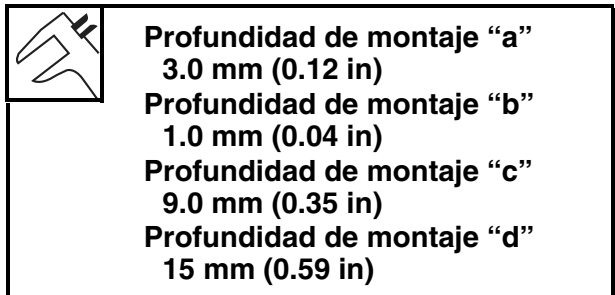 Profundidad de montaje “a”
3.0 mm (0.12 in)
Profundidad de montaje “b”
1.0 mm (0.04 in)
Profundidad de montaje “c”
9.0 mm (0.35 in)
Profundidad de montaje “d”
15 mm (0.59 in)